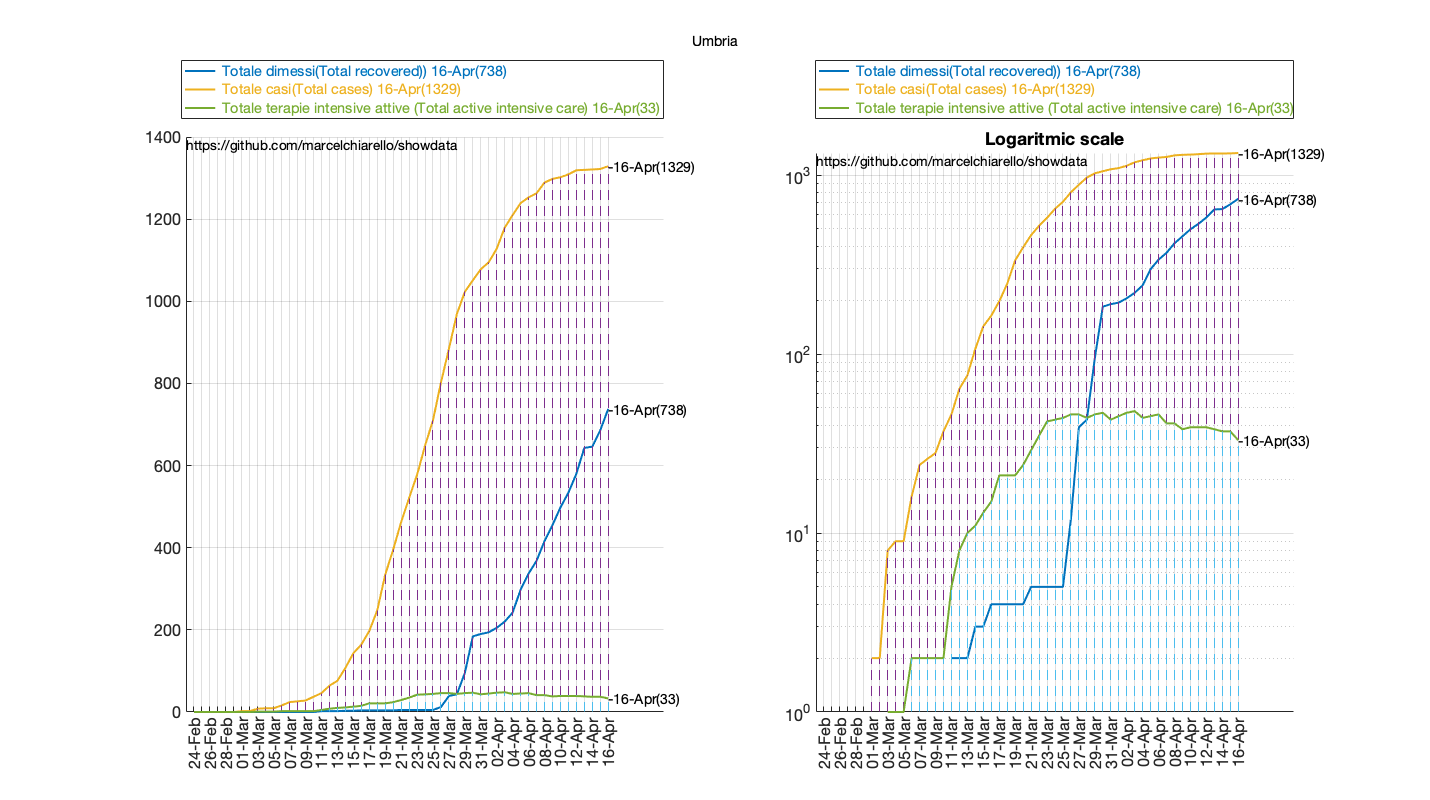 Umbria
Totale dimessi(Total recovered)) 16-Apr(738)
Totale casi(Total cases) 16-Apr(1329)
Totale terapie intensive attive (Total active intensive care) 16-Apr(33)
https://github.com/marcelchiarello/showdata
1400
1200
1000
800
600
400
200
0
16-Apr(1329)
16-Apr(738)
16-Apr(33)
24-Feb
26-Feb
28-Feb
01-Mar
03-Mar
05-Mar
07-Mar
09-Mar
11-Mar
13-Mar
15-Mar
17-Mar
19-Mar
21-Mar
23-Mar
25-Mar
27-Mar
29-Mar
31-Mar
02-Apr
04-Apr
06-Apr
08-Apr
10-Apr
12-Apr
14-Apr
16-Apr
Totale dimessi(Total recovered)) 16-Apr(738)
Totale casi(Total cases) 16-Apr(1329)
Totale terapie intensive attive (Total active intensive care) 16-Apr(33)
Logaritmic scale
https://github.com/marcelchiarello/showdata
10³
10²
10¹
10⁰
16-Apr(1329)
16-Apr(738)
16-Apr(33)
24-Feb
26-Feb
28-Feb
01-Mar
03-Mar
05-Mar
07-Mar
09-Mar
11-Mar
13-Mar
15-Mar
17-Mar
19-Mar
21-Mar
23-Mar
25-Mar
27-Mar
29-Mar
31-Mar
02-Apr
04-Apr
06-Apr
08-Apr
10-Apr
12-Apr
14-Apr
16-Apr